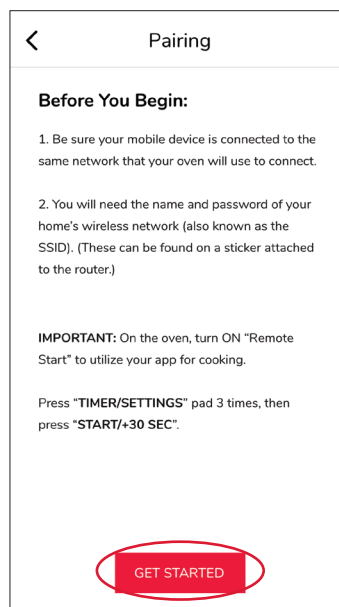 Pairing
Before You Begin:
1. Be sure your mobile device is connected to the
same network that your oven will use to connect.
2. You will need the name and password of your
home's wireless network (also known as the
SSID). (These can be found on a sticker attached
to the router.)
IMPORTANT: On the oven, turn ON “Remote
Start” to utilize your app for cooking.
Press “TIMER/SETTINGS” pad 3 times, then
press “START/+30 SEC”.
GET STARTED